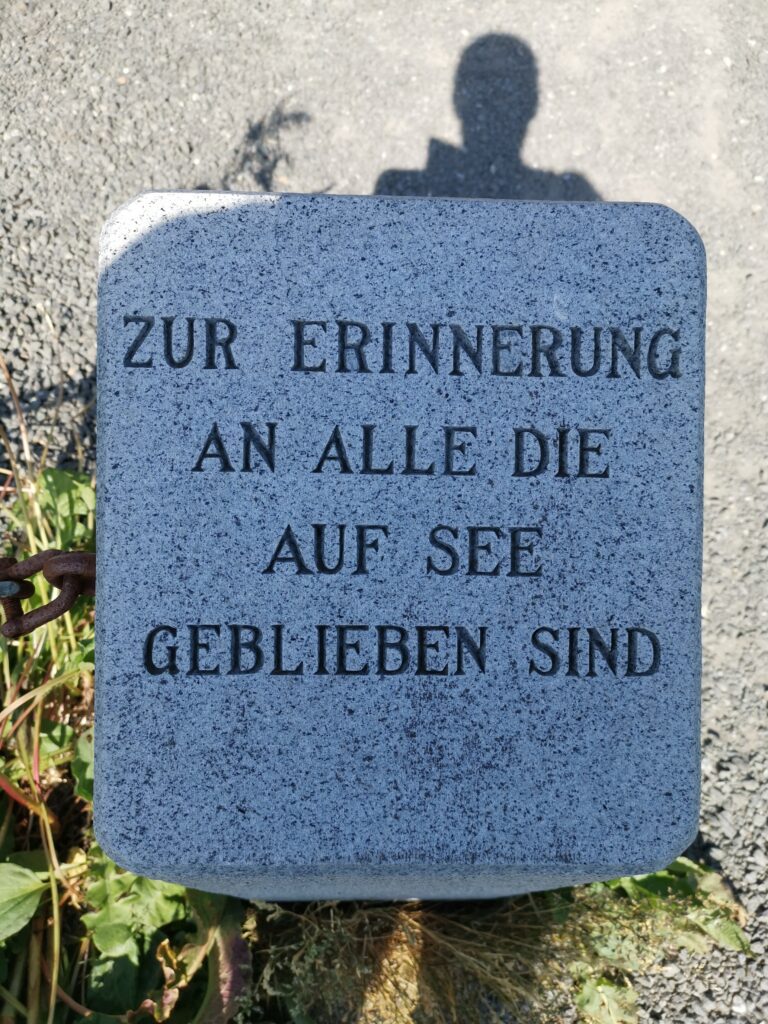 ZUR ERINNERUNG
AN ALLE DIE
AUF SEE
GEBLIEBEN SIND